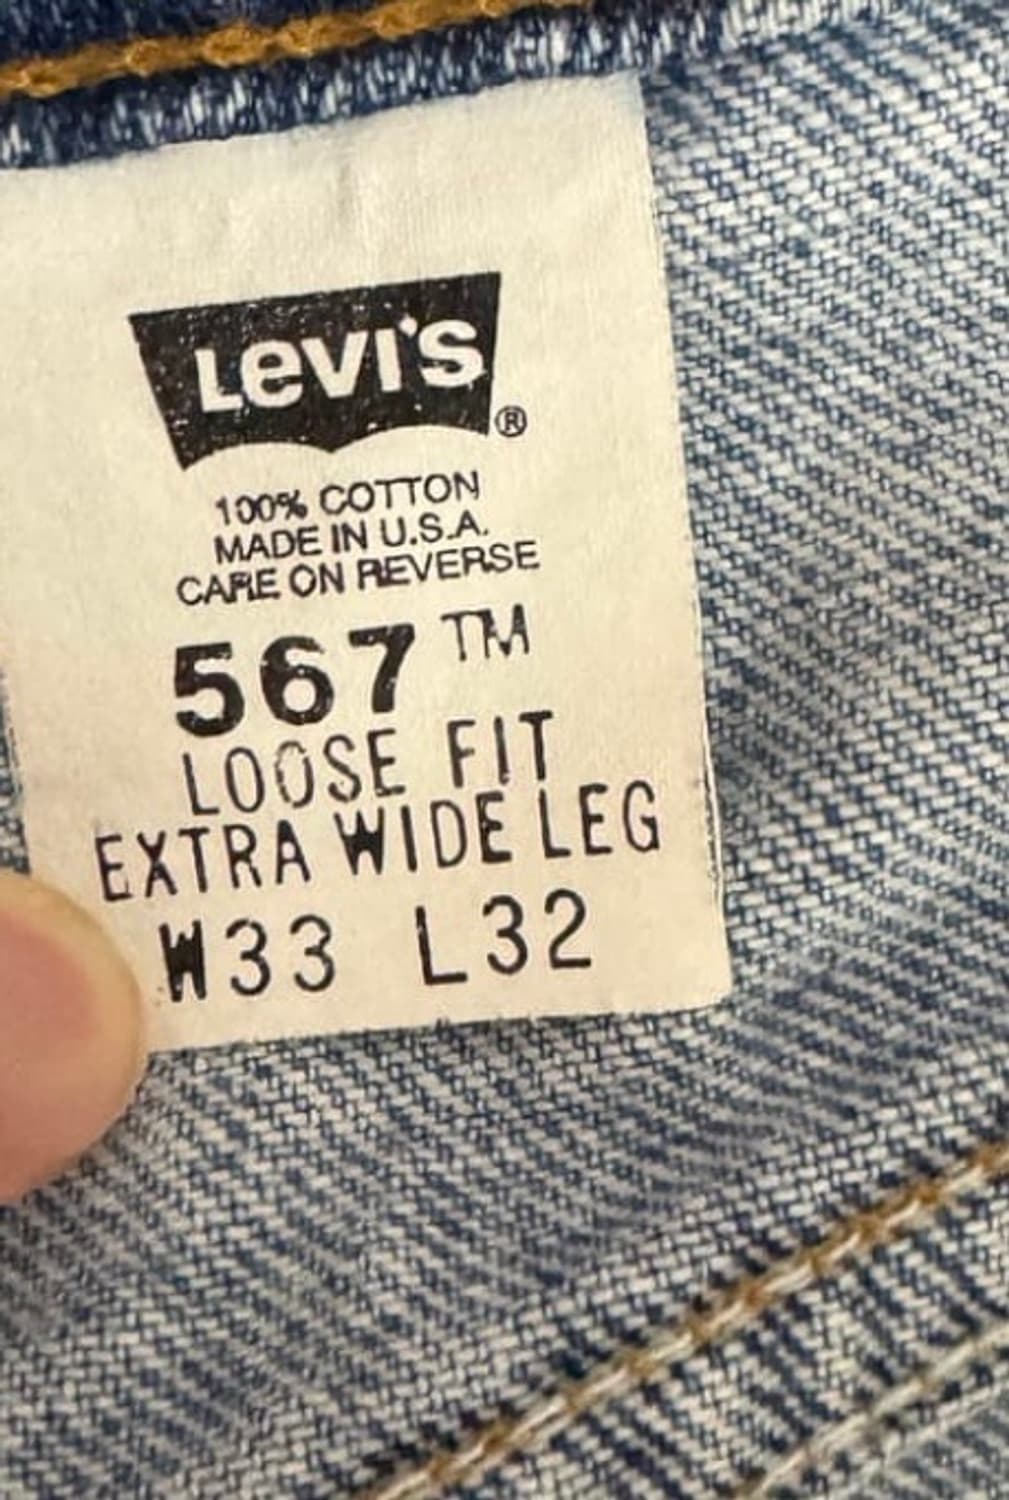 LEVI'S ®
100% COTTON
MADE IN U.S.A.
CARE ON REVERSE
567 TM
LOOSE FIT
EXTRA WIDE LEG
W33 L32